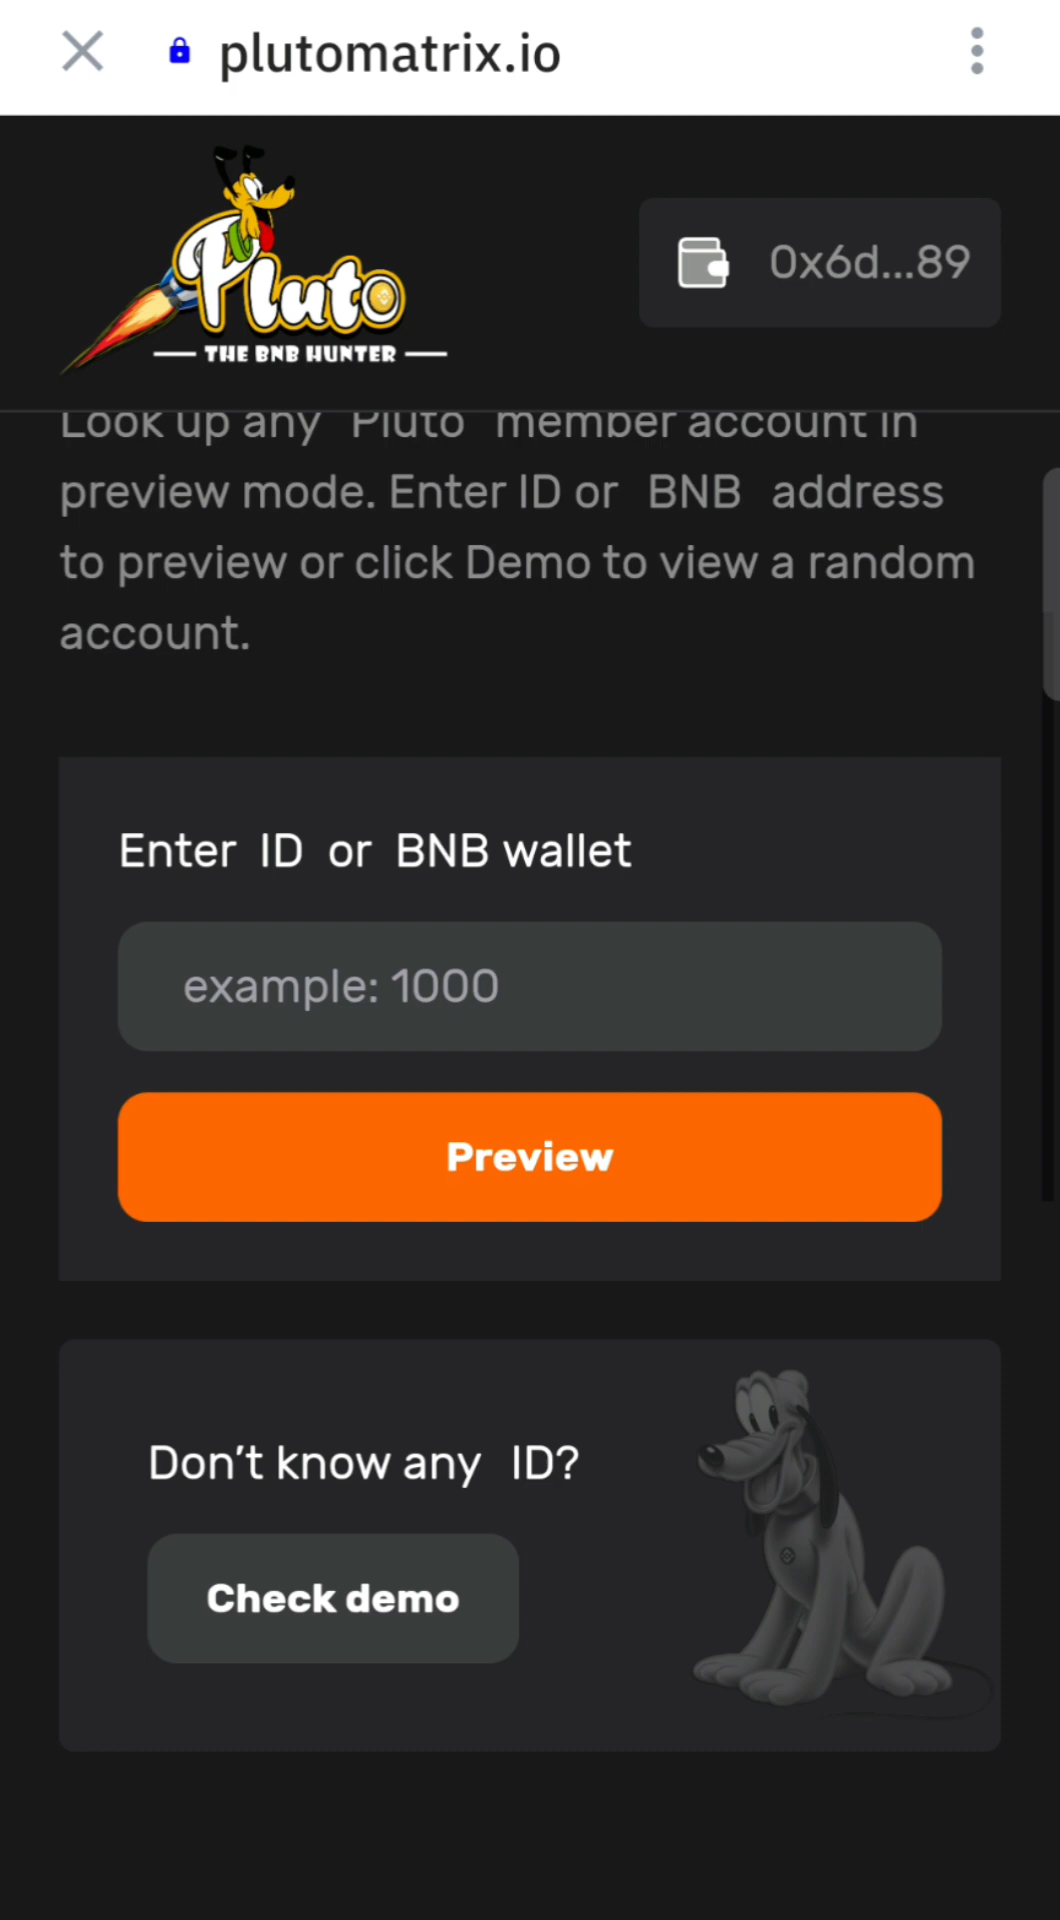 plutomatrix.io
Pluto
THE BNB HUNTER
0x6d...89
Look up any Pluto member account in
preview mode. Enter ID or BNB address
to preview or click Demo to view a random
account.
Enter ID or BNB wallet
example: 1000
Preview
Don't know any ID?
Check demo